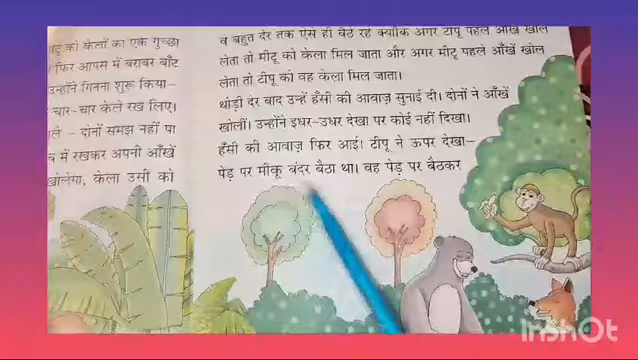 टू को केलों का एक गुच्छा
फिर आपस में बराबर बाँट
उन्होंने गिनना शुरू किया–
चार-चार केले रख लिए।
ले – दोनों समझ नहीं पा
में रखकर अपनी आँखें
खोलेगा, केला उसी को
व बहुत देर तक ऐसे ही बैठे रहे क्योंकि अगर टीपू पहले आँखें खोल
लेता तो मीटू को केला मिल जाता और अगर मीटू पहले आँखें खोल
लेता तो टीपू को वह केला मिल जाता।
थोड़ी देर बाद उन्हें हँसी की आवाज़ सुनाई दी। दोनों ने आँखें
खोलीं। उन्होंने इधर-उधर देखा पर कोई नहीं दिखा।
हँसी की आवाज़ फिर आई! टीपू ने ऊपर देखा–
पेड़ पर मीकू बंदर बैठा था। वह पेड़ पर बैठकर
INSHOT